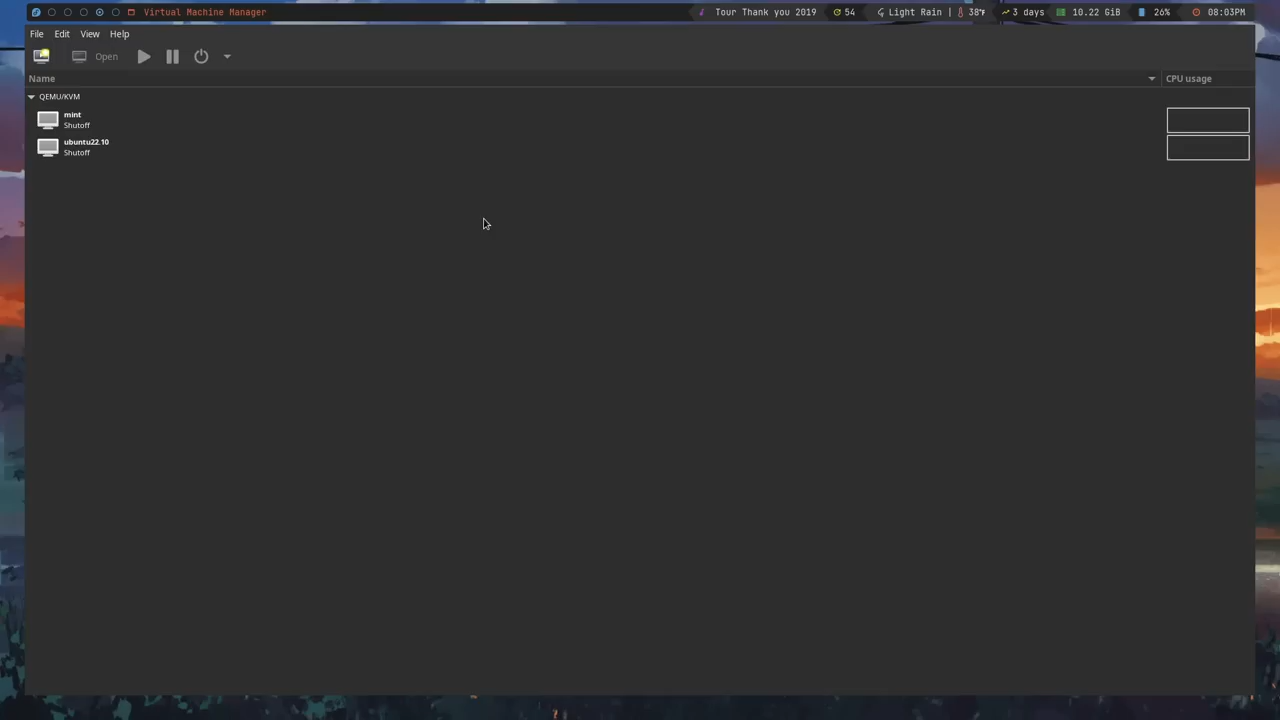 Virtual Machine Manager
Tour Thank you 2019
54
Light Rain | 38°F
3 days
10.22 GiB
26%
08:03PM
File Edit View Help
Open
Name CPU usage
QEMU/KVM
mint
Shutoff
ubuntu22.10
Shutoff